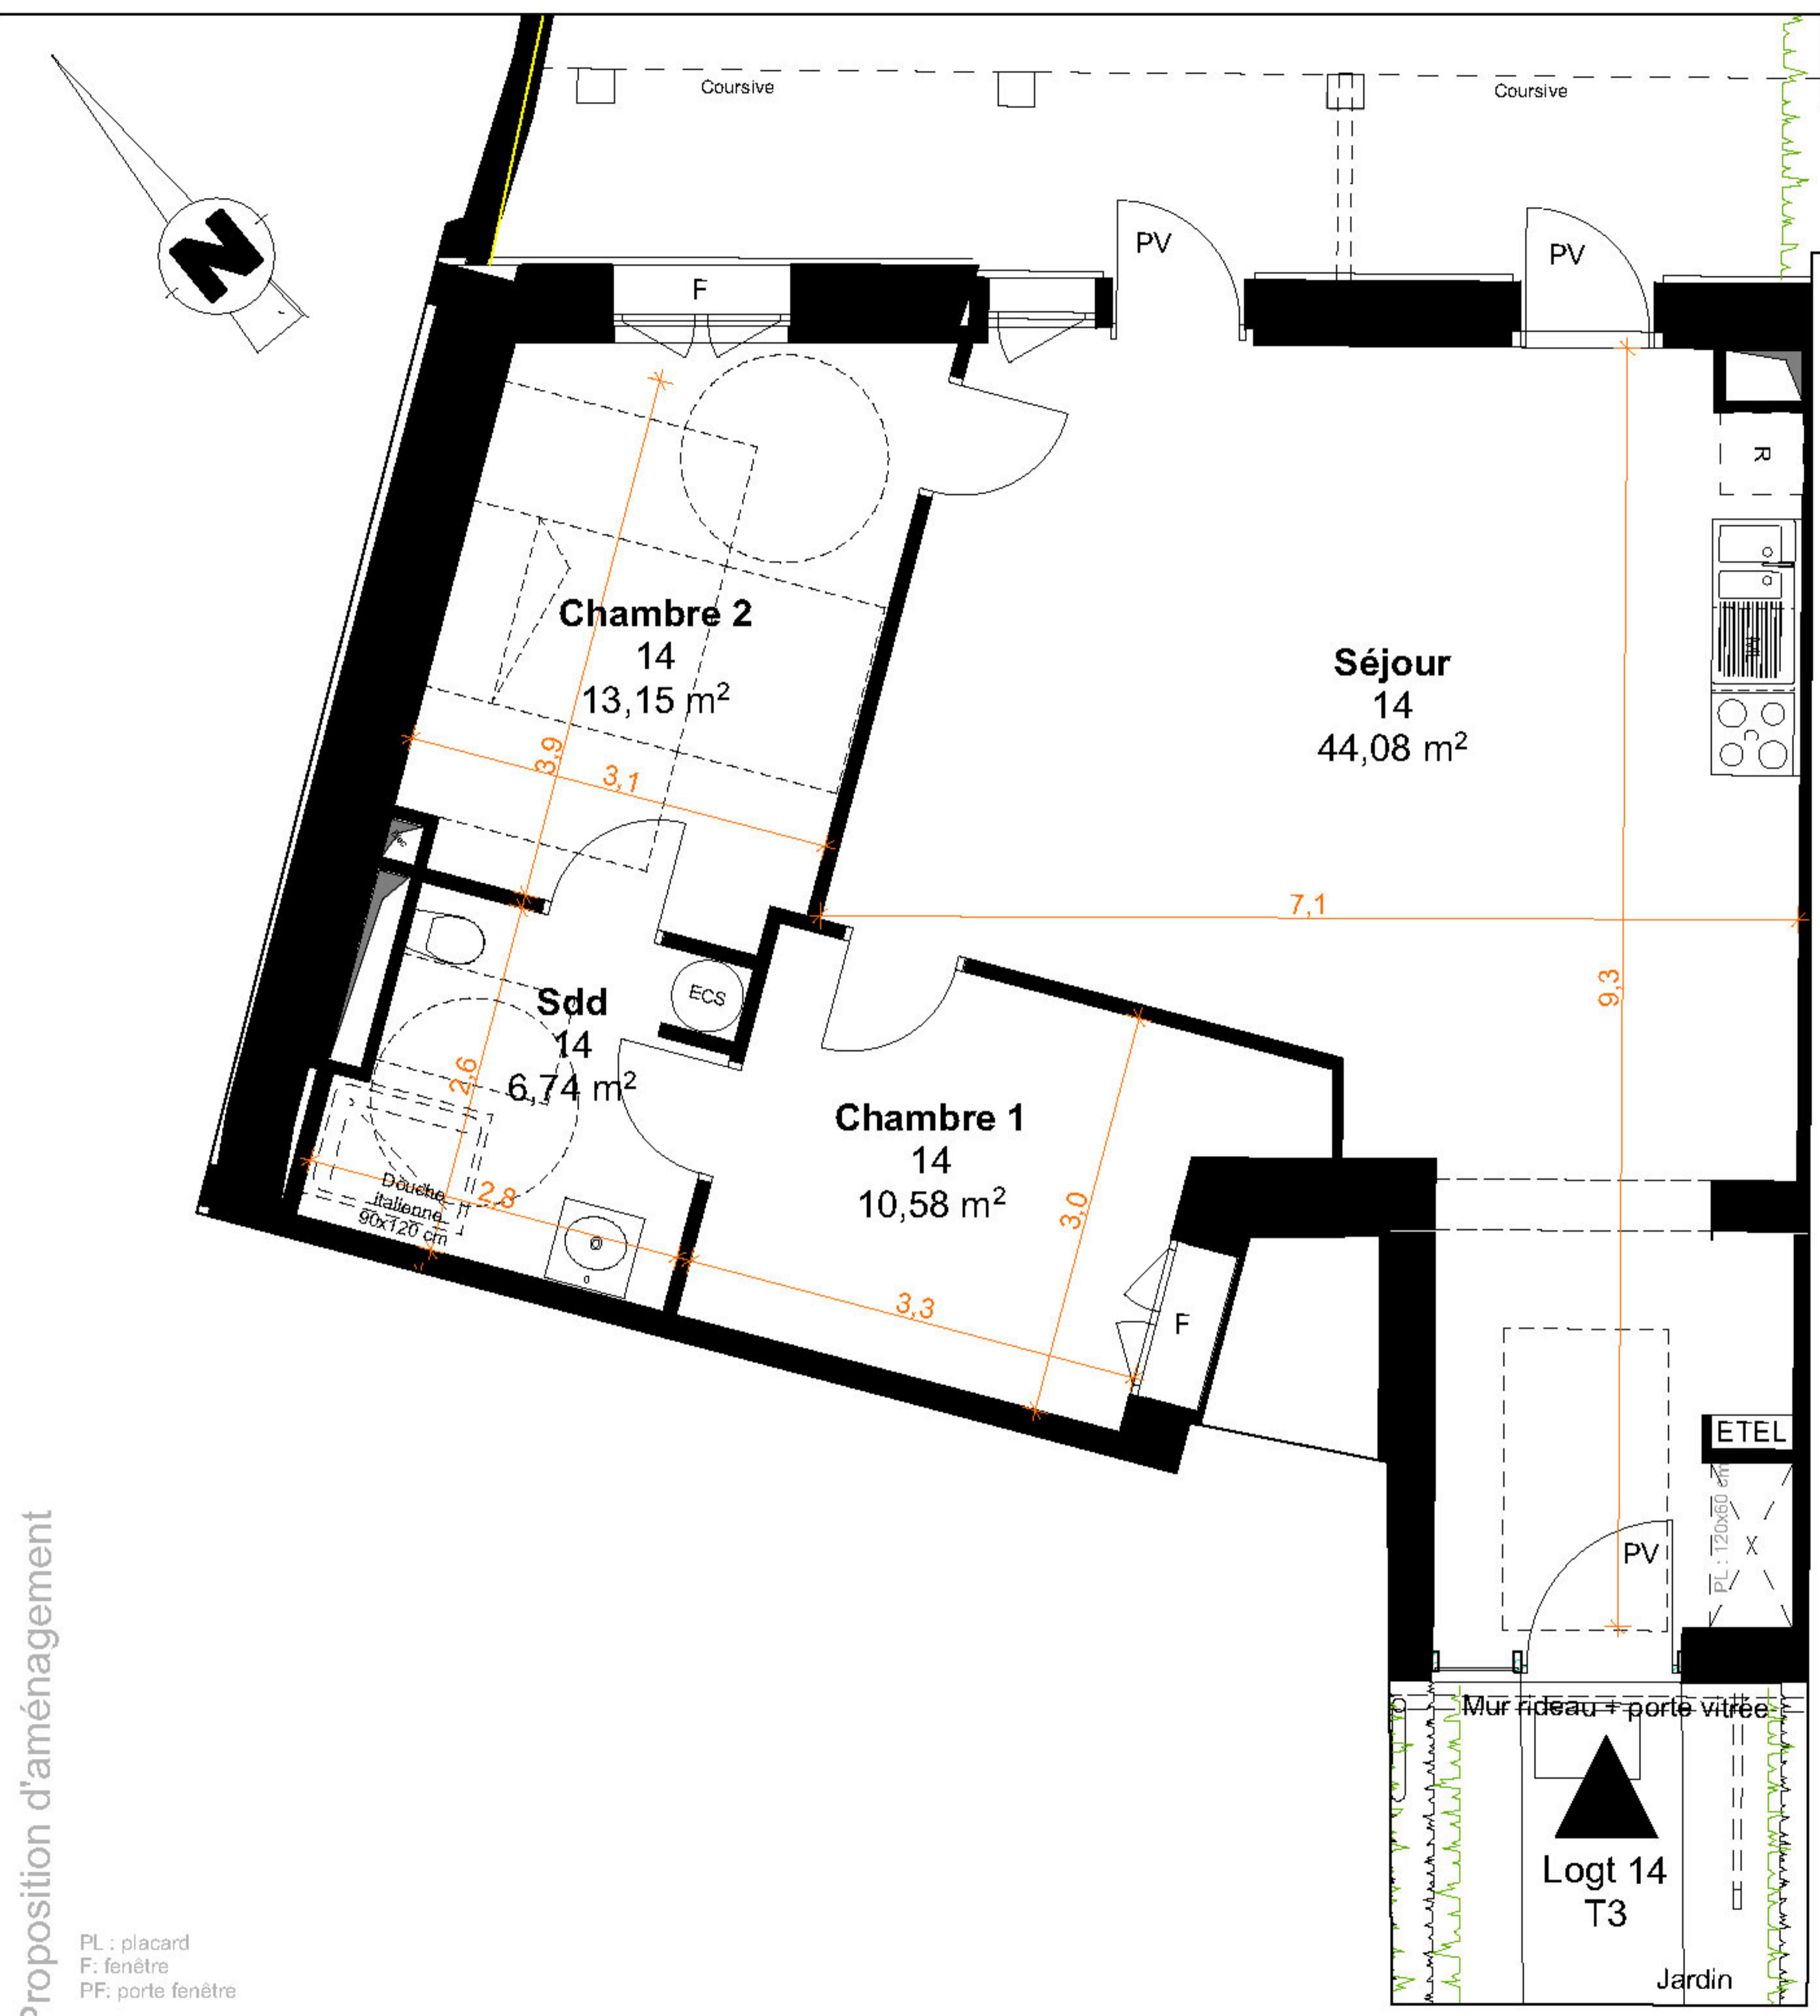 Coursive
Coursive
N
F
PV
PV
R
Chambre 2
14
13,15 m²
Séjour
14
44,08 m²
3,9
3,1
7,1
9,3
ECS
Sdd
14
6,74 m²
2,6
Chambre 1
14
10,58 m²
3,0
Douche
italienne
90x120 cm
2,8
3,3
F
ETEL
PL : 120x60 cm
PV
Mur rideau + porte vitrée
Logt 14
T3
Jardin
Proposition d'aménagement
PL : placard
F: fenêtre
PF: porte fenêtre